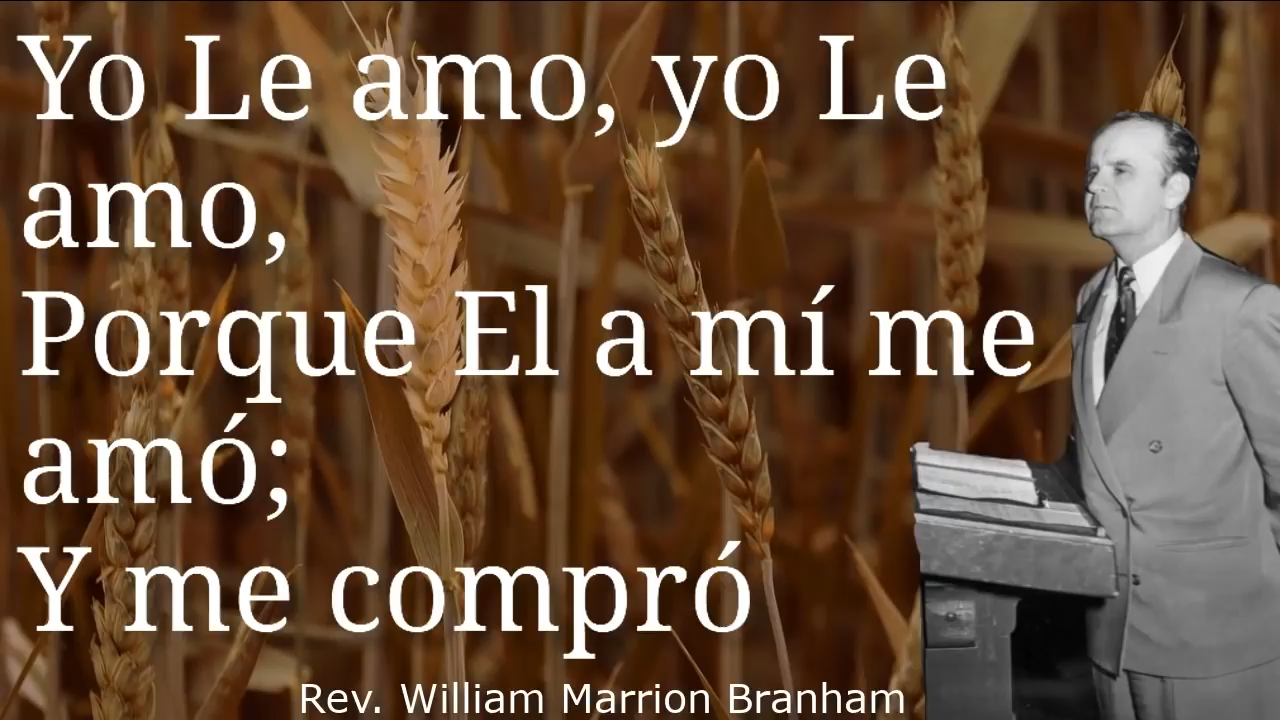 Yo Le amo, yo Le
amo,
Porque El a mí me
amó;
Y me compró
Rev. William Marrion Branham